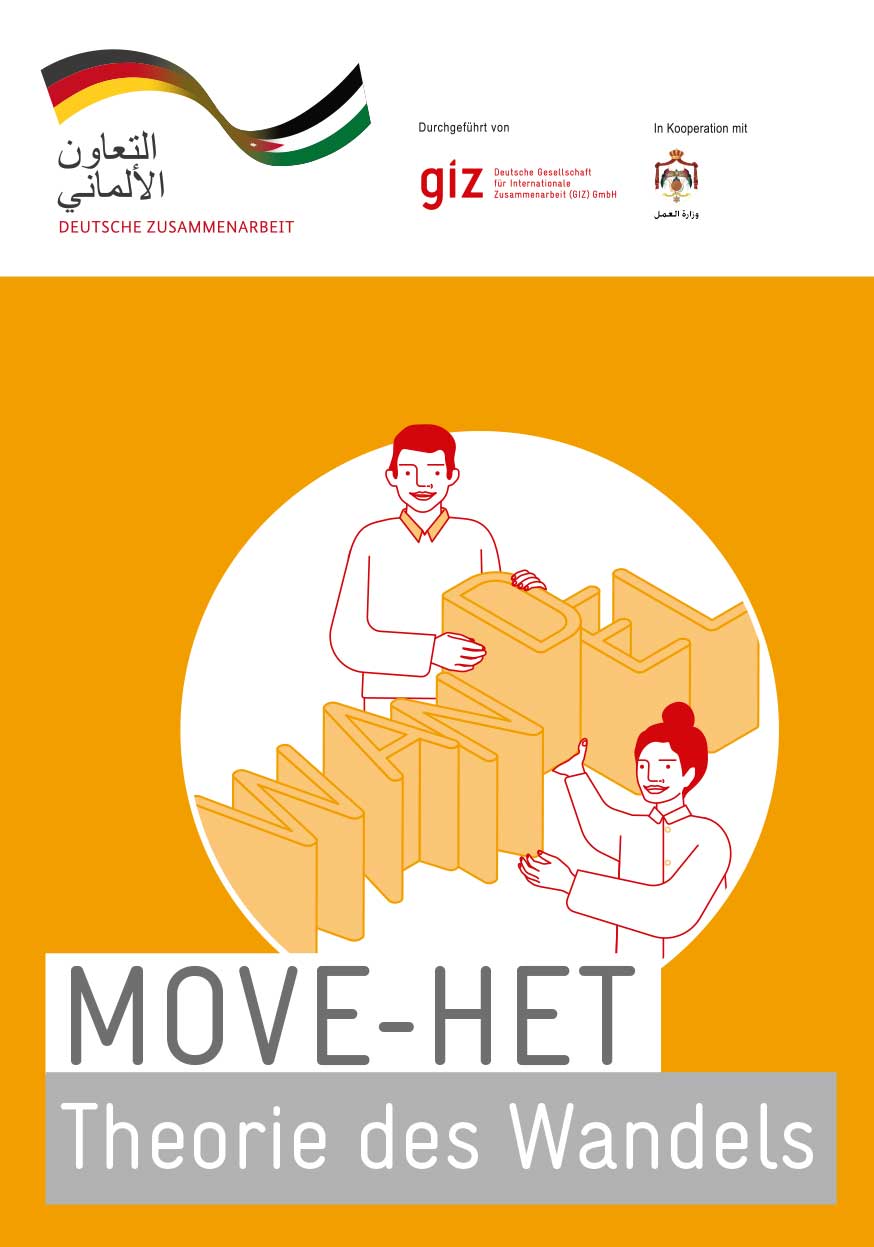 التعاون
الألماني
DEUTSCHE ZUSAMMENARBEIT
Durchgeführt von
giz
Deutsche Gesellschaft
für Internationale
Zusammenarbeit (GIZ) GmbH
In Kooperation mit
وزارة العمل
WANDEL
MOVE-HET
Theorie des Wandels